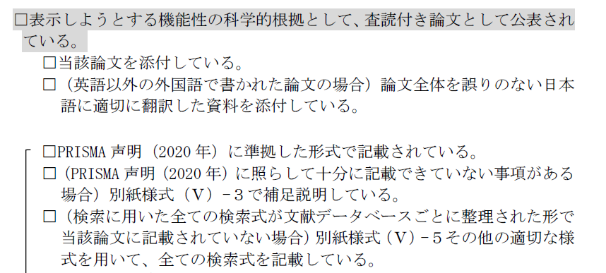 □表示しようとする機能性の科学的根拠として、査読付き論文として公表され
ている。
□当該論文を添付している。
□（英語以外の外国語で書かれた論文の場合）論文全体を誤りのない日本
語に適切に翻訳した資料を添付している。
□PRISMA 声明（2020 年）に準拠した形式で記載されている。
□（PRISMA 声明（2020 年）に照らして十分に記載できていない事項がある
場合）別紙様式（Ⅴ）-３で補足説明している。
□（検索に用いた全ての検索式が文献データベースごとに整理された形で
当該論文に記載されていない場合）別紙様式（Ⅴ）-５その他の適切な様
式を用いて、全ての検索式を記載している。